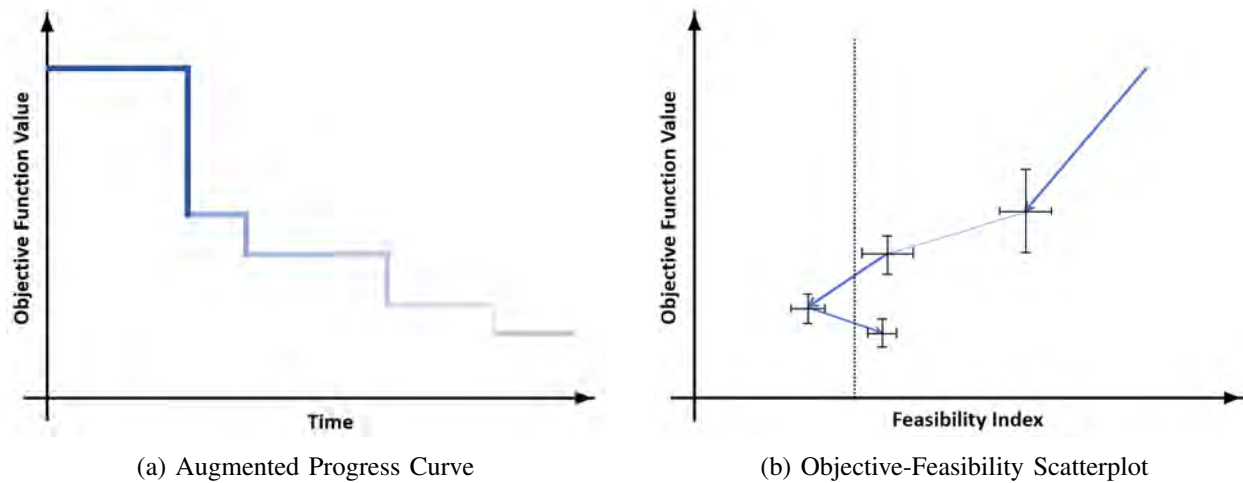 Objective Function Value
Time
(a) Augmented Progress Curve
Objective Function Value
Feasibility Index
(b) Objective-Feasibility Scatterplot